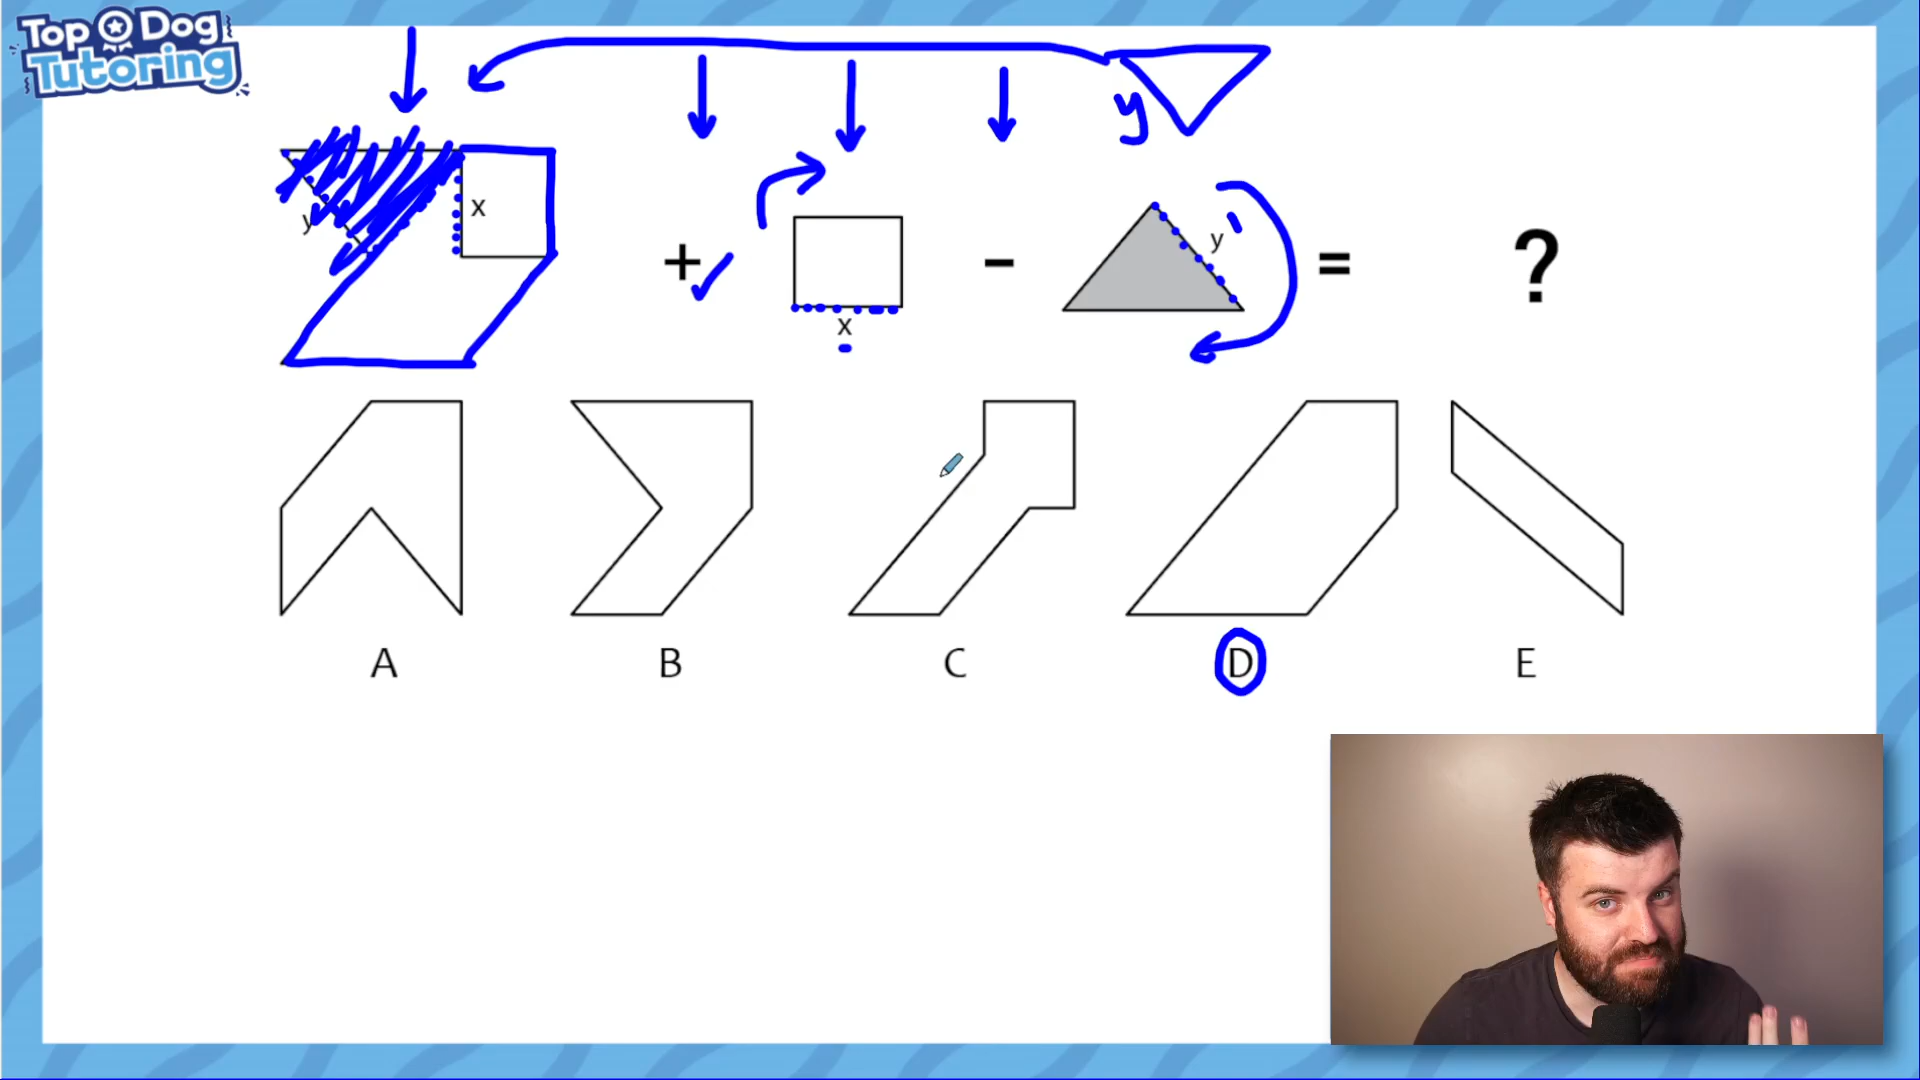 Top Dog
Tutoring
y
y
x
+
-
y
=
?
x
A
B
C
D
E